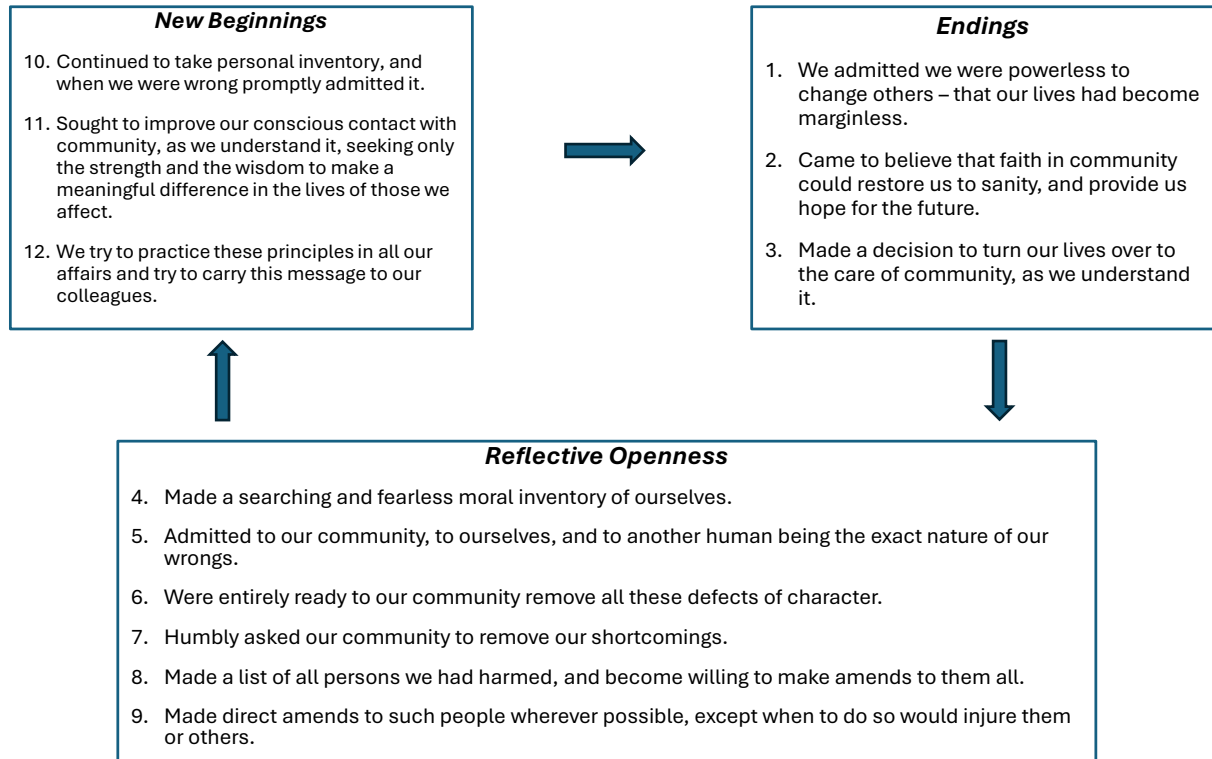 New Beginnings
10. Continued to take personal inventory, and
when we were wrong promptly admitted it.
11. Sought to improve our conscious contact with
community, as we understand it, seeking only
the strength and the wisdom to make a
meaningful difference in the lives of those we
affect.
12. We try to practice these principles in all our
affairs and try to carry this message to our
colleagues.
Endings
1. We admitted we were powerless to
change others – that our lives had become
marginless.
2. Came to believe that faith in community
could restore us to sanity, and provide us
hope for the future.
3. Made a decision to turn our lives over to
the care of community, as we understand
it.
Reflective Openness
4. Made a searching and fearless moral inventory of ourselves.
5. Admitted to our community, to ourselves, and to another human being the exact nature of our
wrongs.
6. Were entirely ready to our community remove all these defects of character.
7. Humbly asked our community to remove our shortcomings.
8. Made a list of all persons we had harmed, and become willing to make amends to them all.
9. Made direct amends to such people wherever possible, except when to do so would injure them
or others.